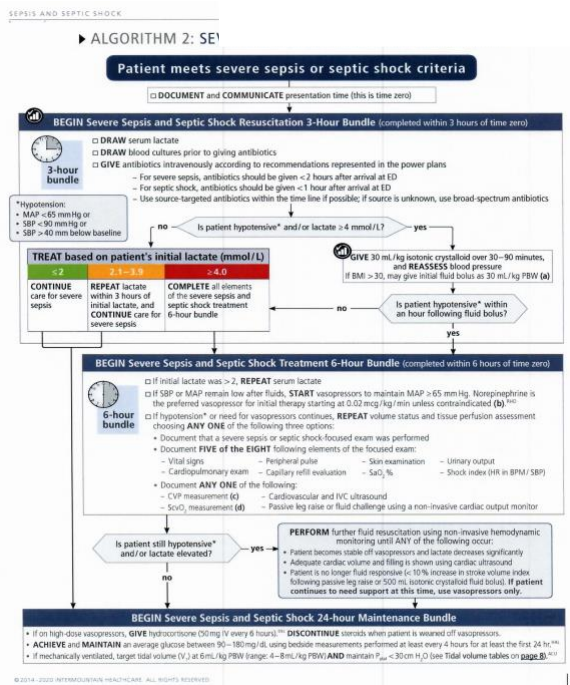 SEPSIS AND SEPTIC SHOCK
▶ ALGORITHM 2: SEV
Patient meets severe sepsis or septic shock criteria
□ DOCUMENT and COMMUNICATE presentation time (this is time zero)
BEGIN Severe Sepsis and Septic Shock Resuscitation 3-Hour Bundle (completed within 3 hours of time zero)
3-hour
bundle
□ DRAW serum lactate
□ DRAW blood cultures prior to giving antibiotics
□ GIVE antibiotics intravenously according to recommendations represented in the power plans
– For severe sepsis, antibiotics should be given <2 hours after arrival at ED
– For septic shock, antibiotics should be given <1 hour after arrival at ED
– Use source-targeted antibiotics within the time line if possible; if source is unknown, use broad-spectrum antibiotics
*Hypotension:
• MAP <65 mm Hg or
• SBP <90 mm Hg or
• SBP >40 mm below baseline
no
Is patient hypotensive* and/or lactate ≥4 mmol/L?
yes
TREAT based on patient's initial lactate (mmol/L)
≤2
2.1–3.9
≥4.0
CONTINUE
care for severe
sepsis
REPEAT lactate
within 3 hours of
initial lactate, and
CONTINUE care for
severe sepsis
COMPLETE all elements
of the severe sepsis and
septic shock treatment
6-hour bundle
GIVE 30 mL/kg isotonic crystalloid over 30–90 minutes,
and REASSESS blood pressure
If BMI >30, may give initial fluid bolus as 30 mL/kg PBW (a)
no
Is patient hypotensive* within
an hour following fluid bolus?
yes
BEGIN Severe Sepsis and Septic Shock Treatment 6-Hour Bundle (completed within 6 hours of time zero)
6-hour
bundle
□ If initial lactate was >2, REPEAT serum lactate
□ If SBP or MAP remain low after fluids, START vasopressors to maintain MAP ≥65 mm Hg. Norepinephrine is
the preferred vasopressor for initial therapy starting at 0.02 mcg/kg/min unless contraindicated (b).
□ If hypotension* or need for vasopressors continues, REPEAT volume status and tissue perfusion assessment
choosing ANY ONE of the following three options:
• Document that a severe sepsis or septic shock-focused exam was performed
• Document FIVE of the EIGHT following elements of the focused exam:
– Vital signs – Peripheral pulse – Skin examination – Urinary output
– Cardiopulmonary exam – Capillary refill evaluation – SaO₂ % – Shock index (HR in BPM/ SBP)
• Document ANY ONE of the following:
– CVP measurement (c) – Cardiovascular and IVC ultrasound
– ScvO₂ measurement (d) – Passive leg raise or fluid challenge using a non-invasive cardiac output monitor
Is patient still hypotensive*
and/or lactate elevated?
yes
no
PERFORM further fluid resuscitation using non-invasive hemodynamic
monitoring until ANY of the following occur:
• Patient becomes stable off vasopressors and lactate decreases significantly
• Adequate cardiac volume and filling is shown using cardiac ultrasound
• Patient is no longer fluid responsive (<10% increase in stroke volume index
following passive leg raise or 500 mL isotonic crystalloid fluid bolus). If patient
continues to need support at this time, use vasopressors only.
BEGIN Severe Sepsis and Septic Shock 24-hour Maintenance Bundle
• If on high-dose vasopressors, GIVE hydrocortisone (50 mg IV every 6 hours). DISCONTINUE steroids when patient is weaned off vasopressors.
• ACHIEVE and MAINTAIN an average glucose between 90–180 mg/dL using bedside measurements performed at least every 4 hours for at least the first 24 hr.
• If mechanically ventilated, target tidal volume (Vₜ) at 6 mL/kg PBW (range: 4–8 mL/kg PBW) AND maintain <30 cm H₂O (see Tidal volume tables on page 8).
© 2014-2020 INTERMOUNTAIN HEALTHCARE. ALL RIGHTS RESERVED.